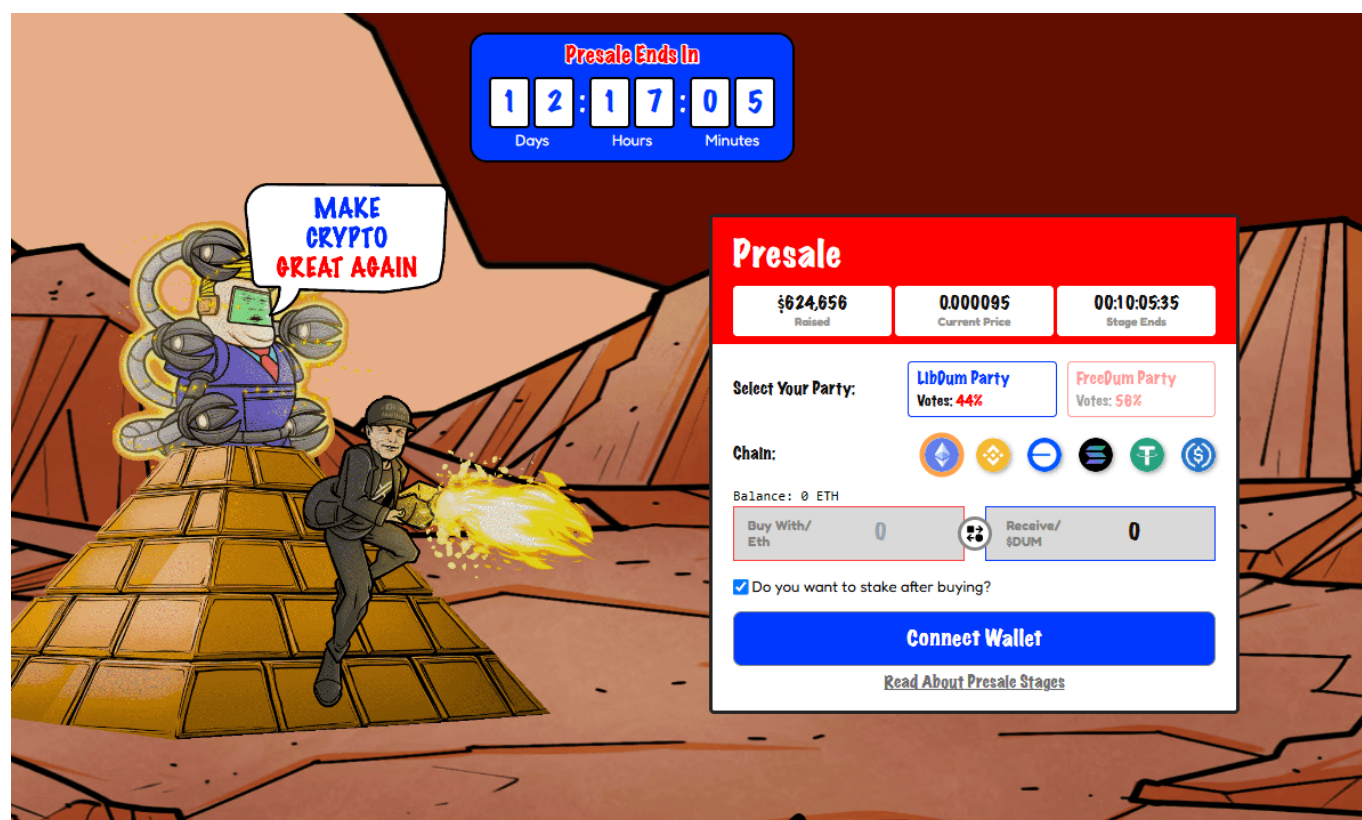 Presale Ends In
1 2 : 1 7 : 0 5
Days Hours Minutes
MAKE
CRYPTO
GREAT AGAIN
Presale
$624,656 0.000095 00:10:05:35
Raised Current Price Stage Ends
Select Your Party:
LibDum Party
Votes: 44%
FreeDum Party
Votes: 56%
Chain:
Balance: 0 ETH
Buy With/
Eth
0
Receive/
$DUM
0
Do you want to stake after buying?
Connect Wallet
Read About Presale Stages